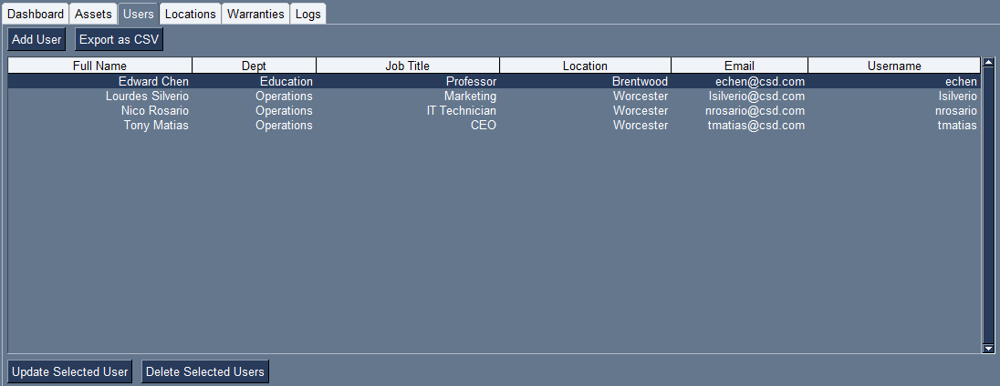 Dashboard Assets Users Locations Warranties Logs
Add User Export as CSV
Full Name Dept Job Title Location Email Username
Edward Chen Education Professor Brentwood echen@csd.com echen
Lourdes Silverio Operations Marketing Worcester lsilverio@csd.com lsilverio
Nico Rosario Operations IT Technician Worcester nrosario@csd.com nrosario
Tony Matias Operations CEO Worcester tmatias@csd.com tmatias
Update Selected User Delete Selected Users